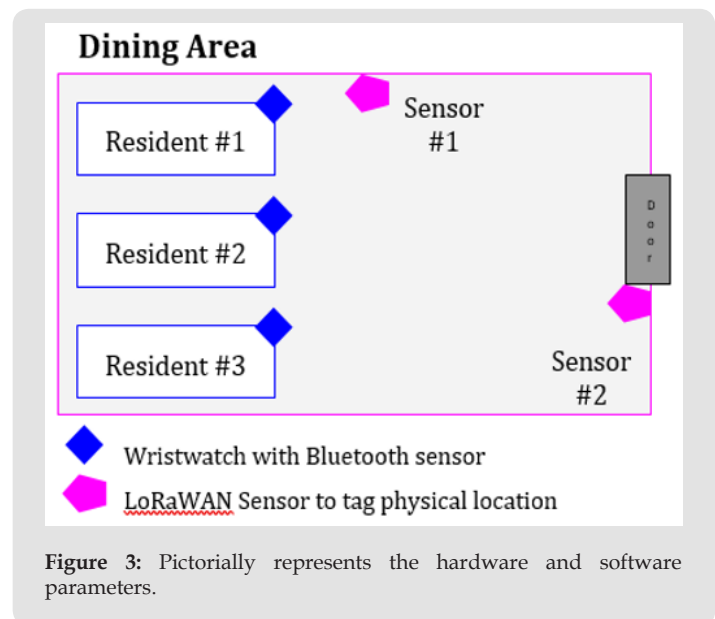 Dining Area
Resident #1
Sensor
#1
Resident #2
D
o
o
r
Resident #3
Sensor
#2
Wristwatch with Bluetooth sensor
LoRaWAN Sensor to tag physical location
Figure 3: Pictorially represents the hardware and software
parameters.